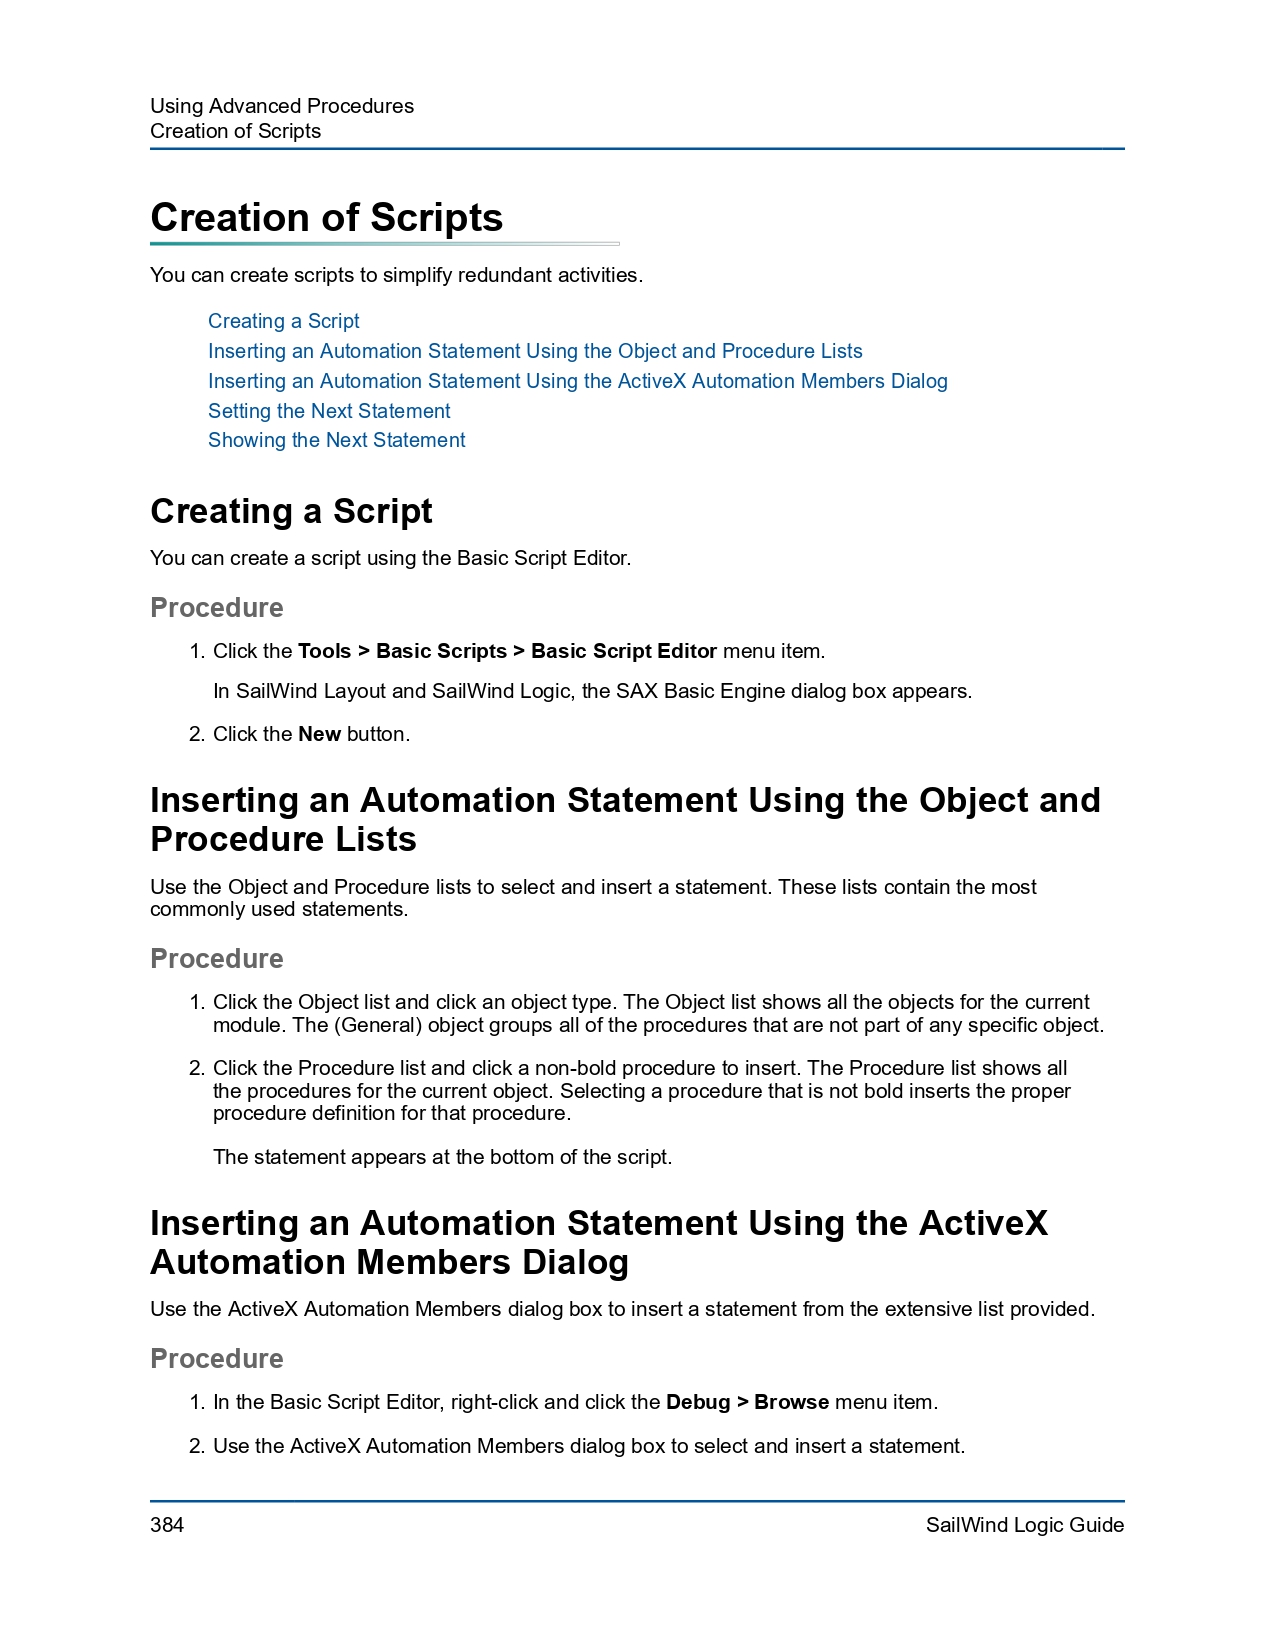 Using Advanced Procedures
Creation of Scripts
Creation of Scripts
You can create scripts to simplify redundant activities.
Creating a Script
Inserting an Automation Statement Using the Object and Procedure Lists
Inserting an Automation Statement Using the ActiveX Automation Members Dialog
Setting the Next Statement
Showing the Next Statement
Creating a Script
You can create a script using the Basic Script Editor.
Procedure
1. Click the Tools > Basic Scripts > Basic Script Editor menu item.
In SailWind Layout and SailWind Logic, the SAX Basic Engine dialog box appears.
2. Click the New button.
Inserting an Automation Statement Using the Object and
Procedure Lists
Use the Object and Procedure lists to select and insert a statement. These lists contain the most
commonly used statements.
Procedure
1. Click the Object list and click an object type. The Object list shows all the objects for the current
module. The (General) object groups all of the procedures that are not part of any specific object.
2. Click the Procedure list and click a non-bold procedure to insert. The Procedure list shows all
the procedures for the current object. Selecting a procedure that is not bold inserts the proper
procedure definition for that procedure.
The statement appears at the bottom of the script.
Inserting an Automation Statement Using the ActiveX
Automation Members Dialog
Use the ActiveX Automation Members dialog box to insert a statement from the extensive list provided.
Procedure
1. In the Basic Script Editor, right-click and click the Debug > Browse menu item.
2. Use the ActiveX Automation Members dialog box to select and insert a statement.
384
SailWind Logic Guide